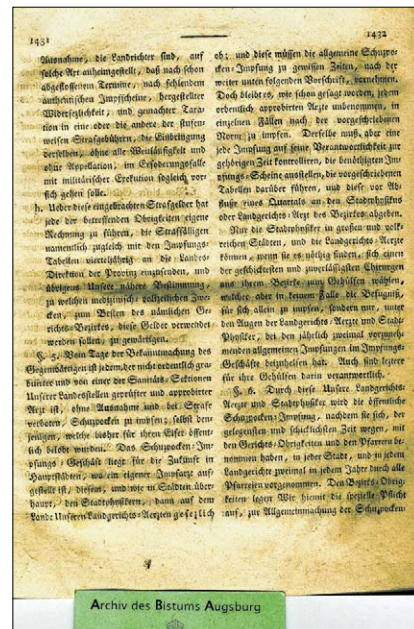 1431
Ausnahme, die Landrichter sind, auf
solche Art anheimgestellt, daß nach schon
abgeflossenem Termine, nach fehlendem
authentischen Impfscheine, hergestellter
Widersezlichkeit, und gemachter Taxa-
tion in eine oder die andere der stufen-
weisen Strafgebühren, die Einbringung
derselben, ohne alle Weitläufigkeit und
ohne Appellation, im Erfoderungsfalle
mit militärischer Exekution sogleich vor-
sich gehen solle.
h. Ueber diese eingebrachten Strafgelder hat
jede der betreffenden Obrigkeiten eigene
Rechnung zu führen, die Straffälligen
namentlich zugleich mit den Impfungs-
Tabellen vierteljährig an die Landes-
Direktion der Provinz einzusenden, und
übrigens Unsere nähere Bestimmung,
zu welchen medizinisch-polizeilichen Zwe-
cken, zum Besten des nämlichen Ge-
richts-Bezirkes, diese Gelder verwendet
werden sollen, zu gewärtigen.
§. 5. Vom Tage der Bekanntmachung des
Gegenwärtigen ist jedem, der nicht ordentlich gra-
duirter und von einer der Sanitäts-Sektionen
Unserer Landesstellen geprüfter und approbirter
Arzt ist, ohne Ausnahme und bei Strafe
verboten, Schuzpocken zu impfen; selbst den-
jenigen, welche bisher für ihren Eifer öffent-
lich belobt wurden. Das Schuzpocken-Im-
pfungs-Geschäft liegt für die Zukunft in
Hauptstädten, wo ein eigener Impfarzt auf-
gestellt ist, diesem, und wie in Städten über-
haupt, den Stadtphysikern, dann auf dem
Lande Unseren Landgerichts-Aerzten gesezlich
1432
ob; und diese müssen die allgemeine Schuzpo-
cken-Impfung zu gewissen Zeiten, nach der
weiter unten folgenden Vorschrift, vornehmen.
Doch bleibt es, wie schon gesagt worden, jedem
ordentlich approbirten Arzte unbenommen, in
einzelnen Fällen nach der vorgeschriebenen
Norm zu impfen. Derselbe muß aber eine
jede Impfung auf seine Verantwortlichkeit zur
gehörigen Zeit kontrolliren, die benöthigten Im-
pfungs-Scheine ausstellen, die vorgeschriebenen
Tabellen darüber führen, und diese vor Ab-
fluße eines Quartals an den Stadtphysikus
oder Landgerichts-Arzt des Bezirkes abgeben.
Nur die Stadtphysiker in großen und volk-
reichen Städten, und die Landgerichts-Aerzte
können, wenn sie es nöthig finden, sich einen
der geschicktesten und zuverläßigsten Chirurgen
aus ihrem Bezirke zum Gehülfen wählen,
welcher aber in keinem Falle die Befugniß,
für sich allein zu impfen, sondern nur, unter
den Augen der Landgerichts-Aerzte und Stadt-
Physiker, bei den jährlich zweimal vorzuneh-
menden allgemeinen Impfungen im Impfungs-
Geschäfte beizuhelfen hat. Auch sind leztere
für ihre Gehülfen darin verantwortlich.
§. 6. Durch diese Unsere Landgerichts-
Aerzte und Stadtphysiker wird die öffentliche
Schuzpocken-Impfung, nachdem sie sich, der
gelegensten und schicklichsten Zeit wegen, mit
den Gerichts-Obrigkeiten und den Pfarrern be-
nommen haben, in jeder Stadt, und in jedem
Landgerichte zweimal in jedem Jahre durch alle
Pfarreien vorgenommen. Den Bezirks-Obrig-
keiten legen Wir hiemit die spezielle Pflicht
auf, zur Allgemeinmachung der Schuzpocken-
Archiv des Bistums Augsburg